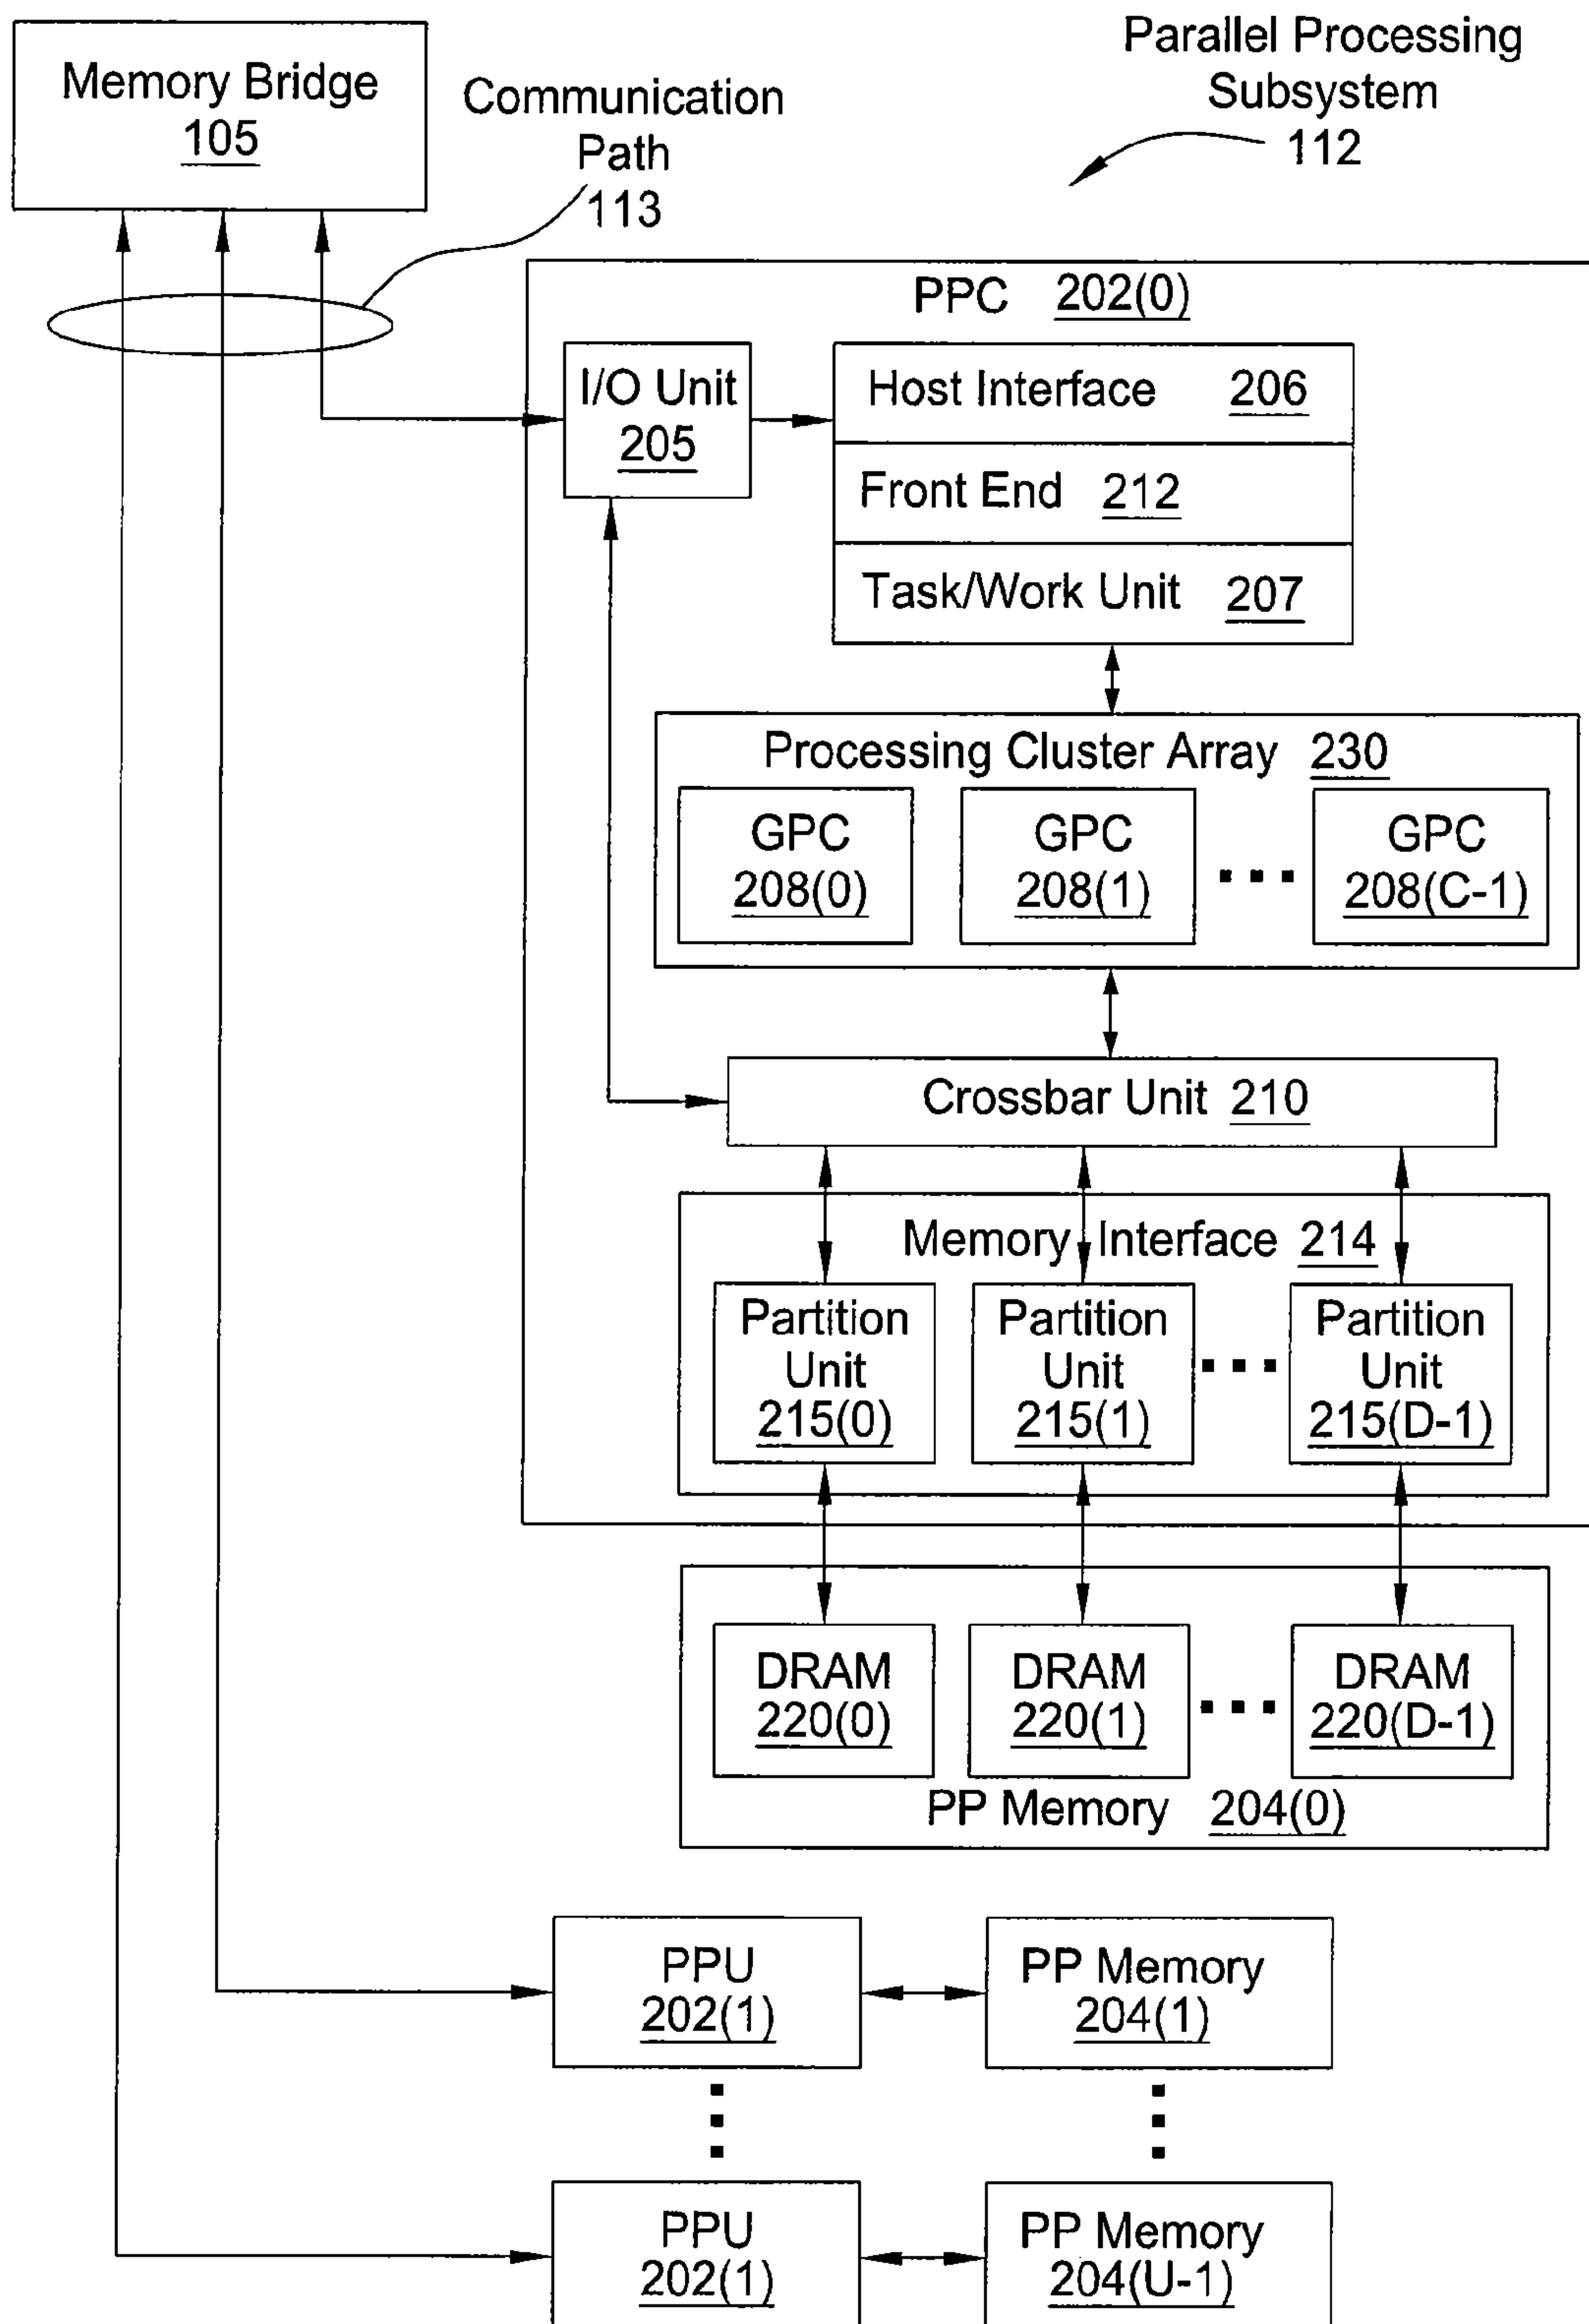 Memory Bridge
105
Communication
Path
113
Parallel Processing
Subsystem
112
PPC 202(0)
I/O Unit
205
Host Interface 206
Front End 212
Task/Work Unit 207
Processing Cluster Array 230
GPC
208(0)
GPC
208(1)
GPC
208(C-1)
Crossbar Unit 210
Memory Interface 214
Partition
Unit
215(0)
Partition
Unit
215(1)
Partition
Unit
215(D-1)
DRAM
220(0)
DRAM
220(1)
DRAM
220(D-1)
PP Memory 204(0)
PPU
202(1)
PP Memory
204(1)
PPU
202(1)
PP Memory
204(U-1)